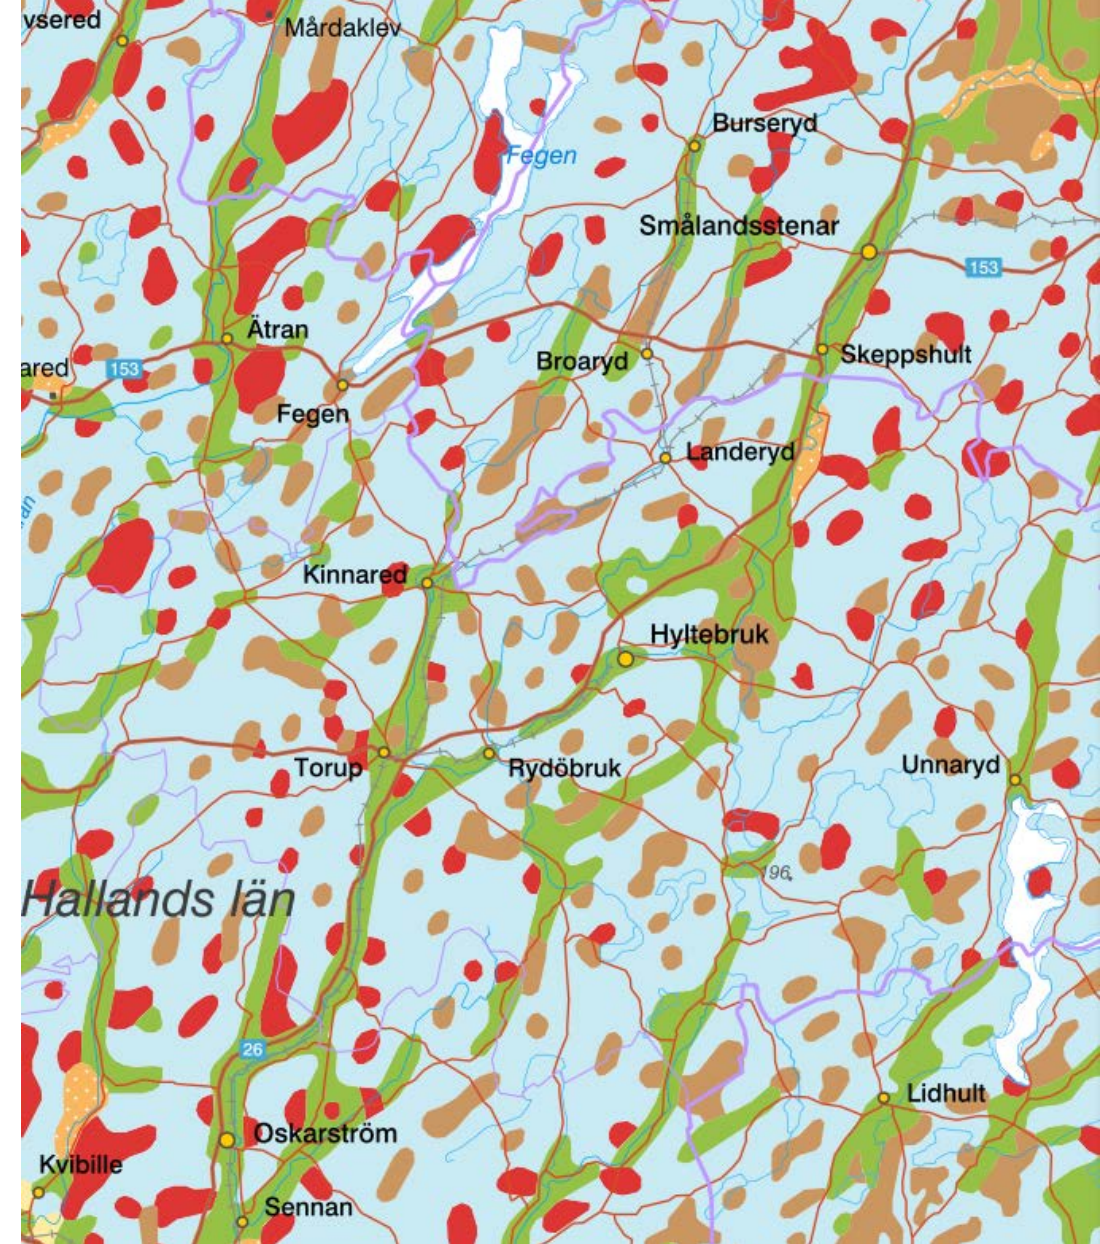 vsered
Mårdaklev
Burseryd
Fegen
Smålandsstenar
153
Ätran
Broaryd
Skeppshult
ared
153
Fegen
Landeryd
Kinnared
Hyltebruk
Torup
Rydöbruk
Unnaryd
196
Hallands län
26
Lidhult
Oskarström
Kvibille
Sennan